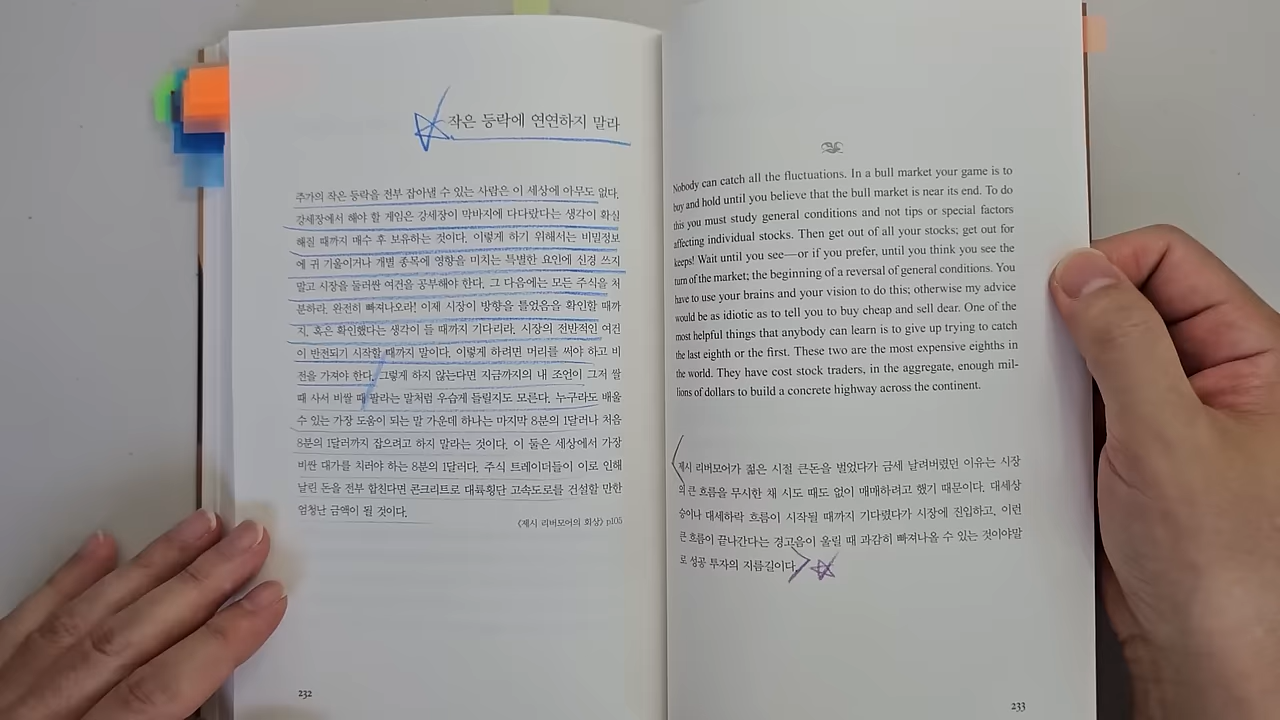 작은 등락에 연연하지 말라
주가의 작은 등락을 전부 잡아낼 수 있는 사람은 이 세상에 아무도 없다.
강세장에서 해야 할 게임은 강세장이 막바지에 다다랐다는 생각이 확실
해질 때까지 매수 후 보유하는 것이다. 이렇게 하기 위해서는 비밀정보
에 귀 기울이거나 개별 종목에 영향을 미치는 특별한 요인에 신경 쓰지
말고 시장을 둘러싼 여건을 공부해야 한다. 그 다음에는 모든 주식을 처
분하라. 완전히 빠져나오라! 이제 시장이 방향을 틀었음을 확인할 때까
지, 혹은 확인했다는 생각이 들 때까지 기다리라. 시장의 전반적인 여건
이 반전되기 시작할 때까지 말이다. 이렇게 하려면 머리를 써야 하고 비
전을 가져야 한다. 그렇게 하지 않는다면 지금까지의 내 조언이 그저 쌀
때 사서 비쌀 때 팔라는 말처럼 우습게 들릴지도 모른다. 누구라도 배울
수 있는 가장 도움이 되는 말 가운데 하나는 마지막 8분의 1달러나 처음
8분의 1달러까지 잡으려고 하지 말라는 것이다. 이 둘은 세상에서 가장
비싼 대가를 치러야 하는 8분의 1달러다. 주식 트레이더들이 이로 인해
날린 돈을 전부 합친다면 콘크리트로 대륙횡단 고속도로를 건설할 만한
엄청난 금액이 될 것이다.
《제시 리버모어의 회상》 p105
232
Nobody can catch all the fluctuations. In a bull market your game is to
buy and hold until you believe that the bull market is near its end. To do
this you must study general conditions and not tips or special factors
affecting individual stocks. Then get out of all your stocks; get out for
keeps! Wait until you see—or if you prefer, until you think you see the
turn of the market; the beginning of a reversal of general conditions. You
have to use your brains and your vision to do this; otherwise my advice
would be as idiotic as to tell you to buy cheap and sell dear. One of the
most helpful things that anybody can learn is to give up trying to catch
the last eighth or the first. These two are the most expensive eighths in
the world. They have cost stock traders, in the aggregate, enough mil-
lions of dollars to build a concrete highway across the continent.
제시 리버모어가 젊은 시절 큰돈을 벌었다가 금세 날려버렸던 이유는 시장
의 큰 흐름을 무시한 채 시도 때도 없이 매매하려고 했기 때문이다. 대세상
승이나 대세하락 흐름이 시작될 때까지 기다렸다가 시장에 진입하고, 이런
큰 흐름이 끝나간다는 경고음이 울릴 때 과감히 빠져나올 수 있는 것이야말
로 성공 투자의 지름길이다.
233